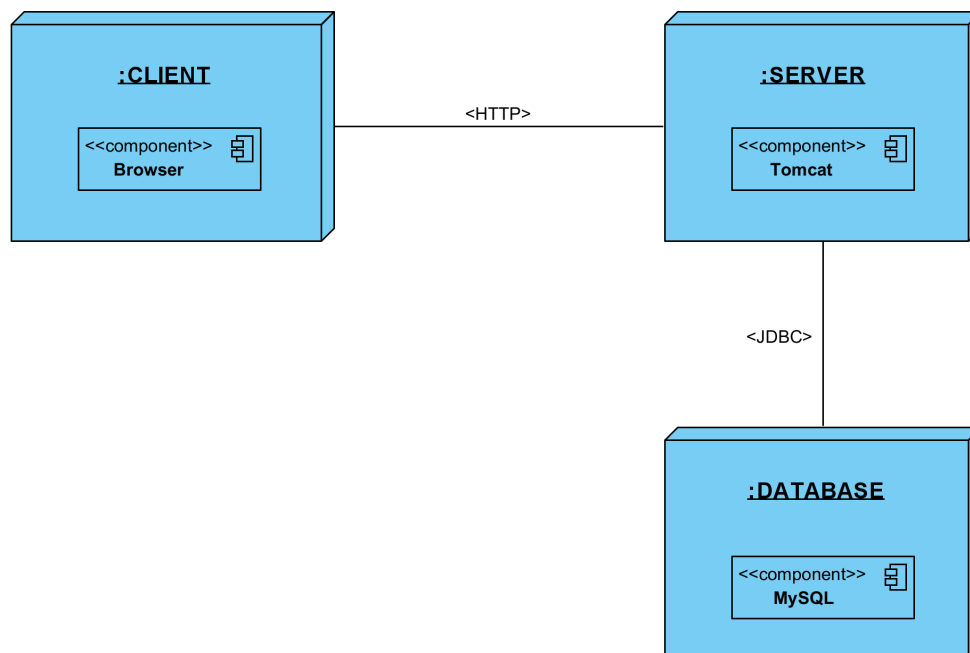 :CLIENT
<<component>>
Browser
<HTTP>
:SERVER
<<component>>
Tomcat
<JDBC>
:DATABASE
<<component>>
MySQL